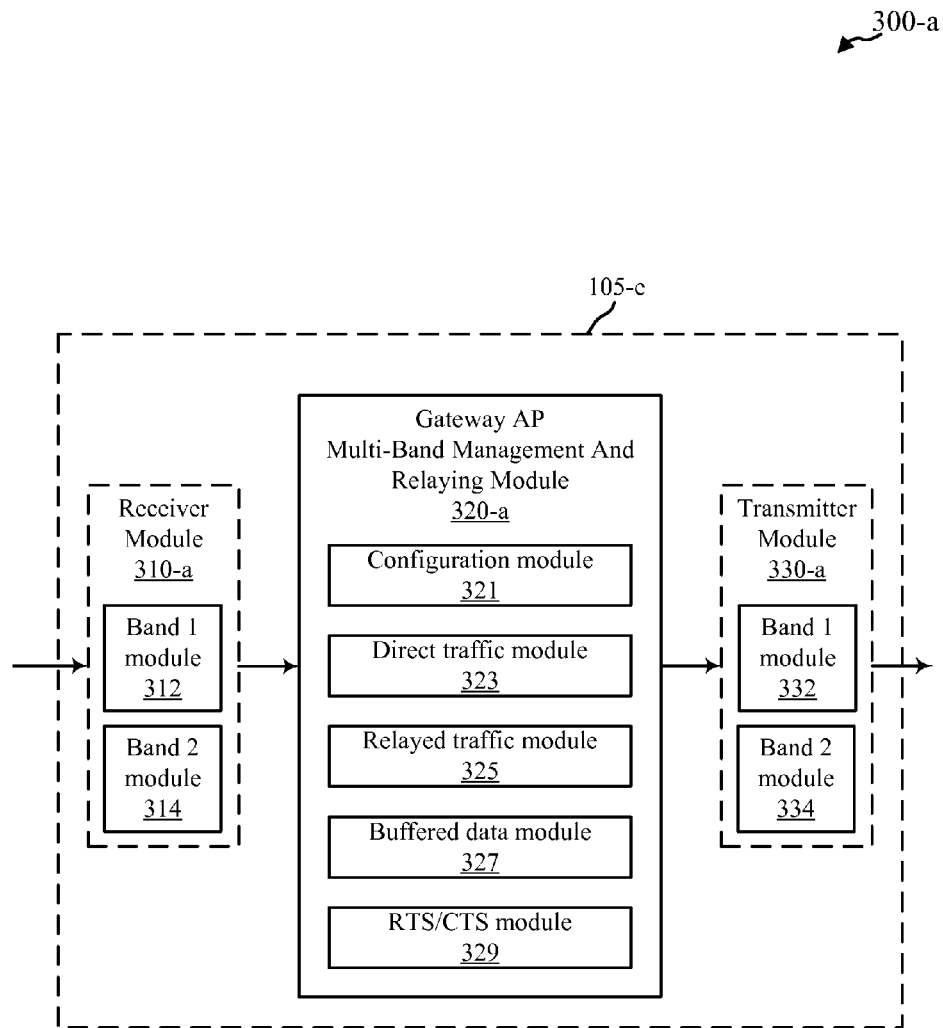 300-a
105-c
Gateway AP
Multi-Band Management And
Relaying Module
320-a
Receiver
Module
310-a
Band 1
module
312
Band 2
module
314
Configuration module
321
Direct traffic module
323
Relayed traffic module
325
Buffered data module
327
RTS/CTS module
329
Transmitter
Module
330-a
Band 1
module
332
Band 2
module
334